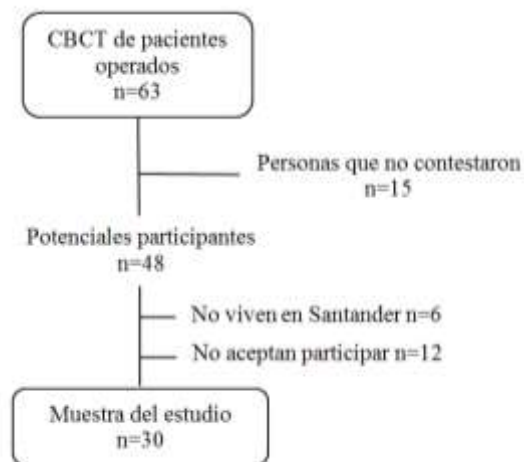 CBCT de pacientes
operados
n=63
Personas que no contestaron
n=15
Potenciales participantes
n=48
No viven en Santander n=6
No aceptan participar n=12
Muestra del estudio
n=30